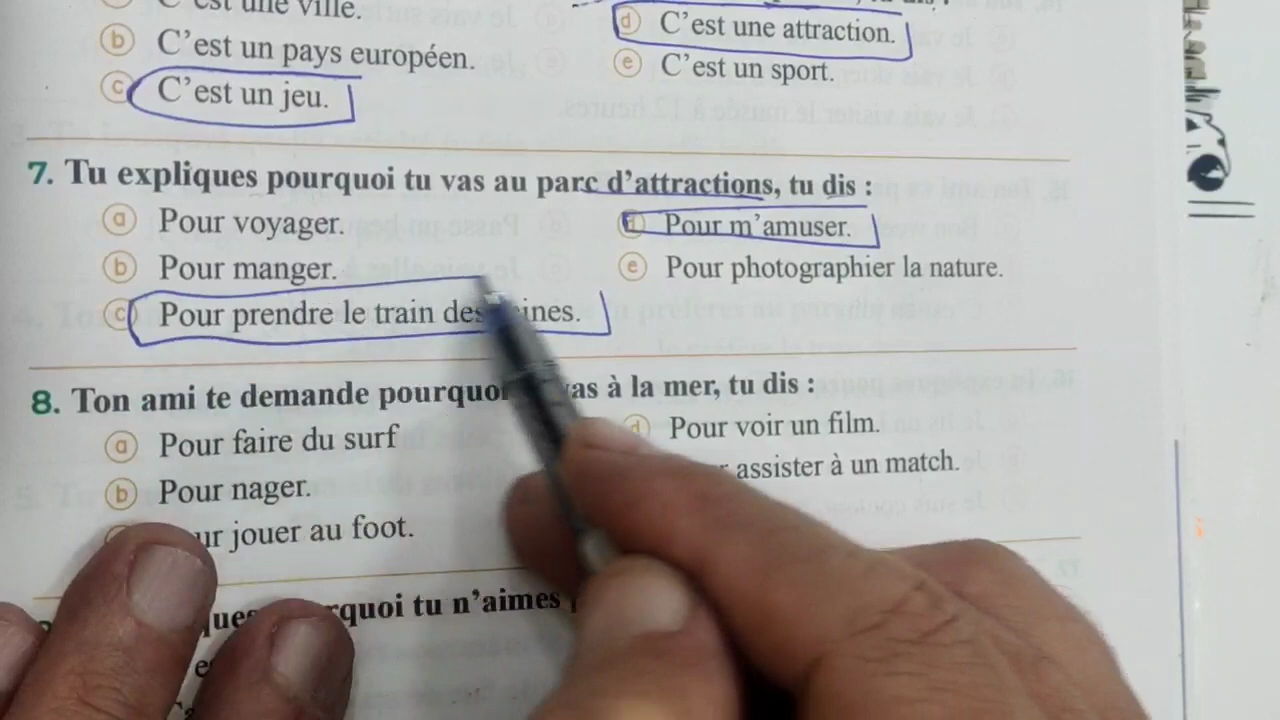 C'est une ville.
b C'est un pays européen.
c C'est un jeu.
d C'est une attraction.
e C'est un sport.
7. Tu expliques pourquoi tu vas au parc d'attractions, tu dis :
a Pour voyager.
b Pour manger.
c Pour prendre le train des
d Pour m'amuser.
e Pour photographier la nature.
8. Ton ami te demande pourquoi vas à la mer, tu dis :
a Pour faire du surf
b Pour nager.
jouer au foot.
d Pour voir un film.
assister à un match.
tu n'aimes